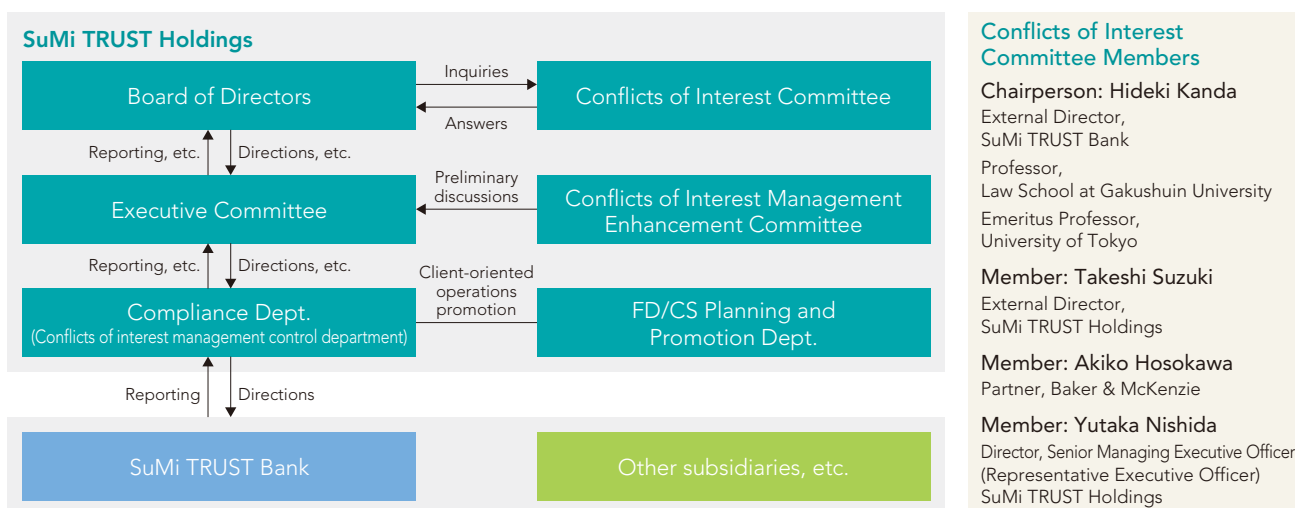 SuMi TRUST Holdings
Board of Directors
Inquiries
Answers
Conflicts of Interest Committee
Reporting, etc.
Directions, etc.
Executive Committee
Preliminary
discussions
Conflicts of Interest Management
Enhancement Committee
Reporting, etc.
Directions, etc.
Compliance Dept.
(Conflicts of interest management control department)
Client-oriented
operations
promotion
FD/CS Planning and
Promotion Dept.
Reporting
Directions
SuMi TRUST Bank
Other subsidiaries, etc.
Conflicts of Interest
Committee Members
Chairperson: Hideki Kanda
External Director,
SuMi TRUST Bank
Professor,
Law School at Gakushuin University
Emeritus Professor,
University of Tokyo
Member: Takeshi Suzuki
External Director,
SuMi TRUST Holdings
Member: Akiko Hosokawa
Partner, Baker & McKenzie
Member: Yutaka Nishida
Director, Senior Managing Executive Officer
(Representative Executive Officer)
SuMi TRUST Holdings